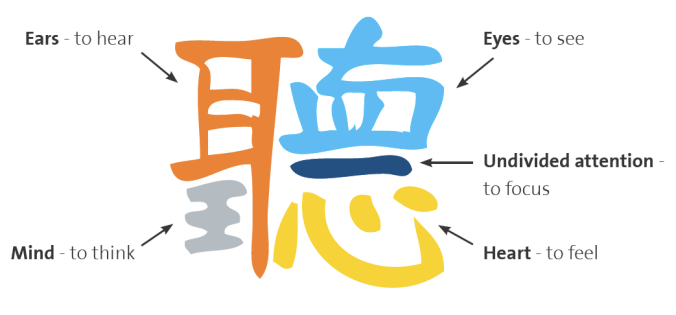 Ears - to hear
Eyes - to see
聽
Undivided attention -
to focus
Mind - to think
Heart - to feel